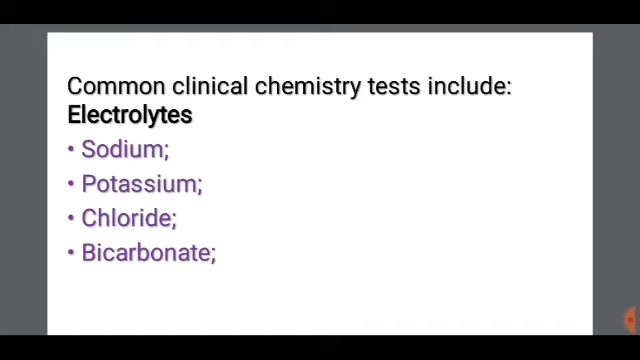 Common clinical chemistry tests include:
Electrolytes
• Sodium;
• Potassium;
• Chloride;
• Bicarbonate;